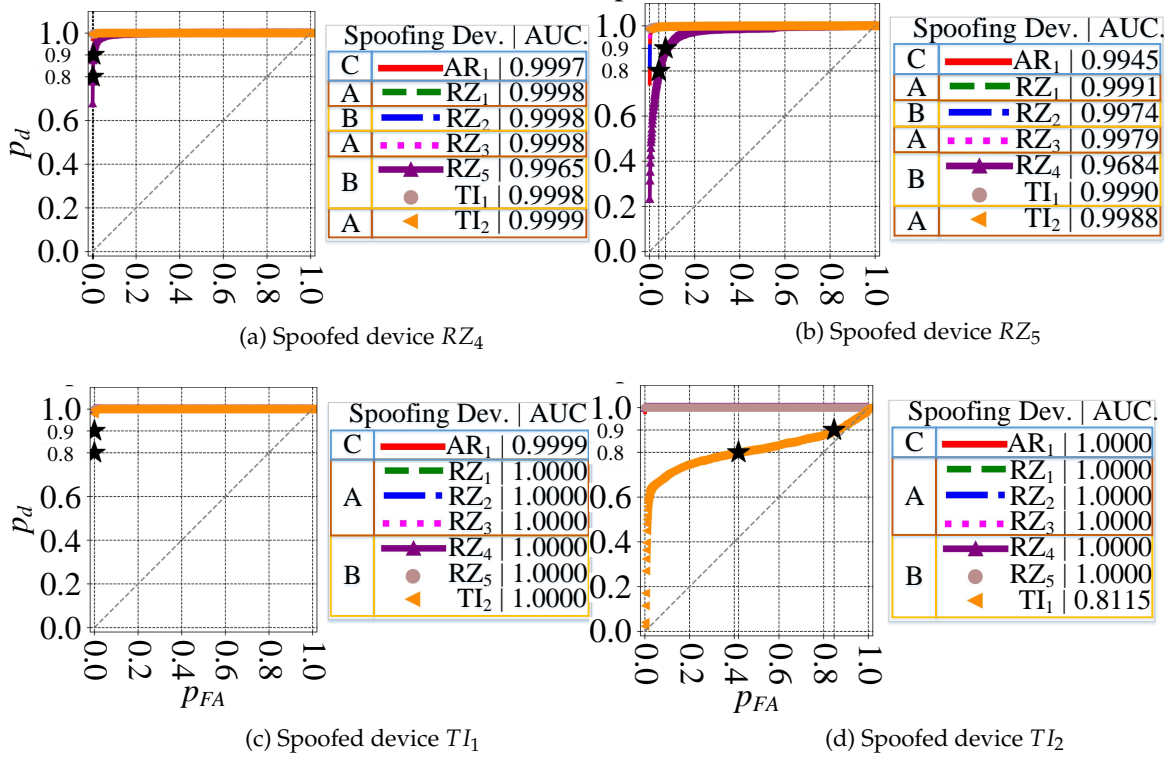 1.0
0.9
0.8
0.6
0.4
0.2
0.0
p_d
0.0 0.2 0.4 0.6 0.8 1.0
Spoofing Dev. | AUC.
C AR₁ | 0.9997
A RZ₁ | 0.9998
B RZ₂ | 0.9998
A RZ₃ | 0.9998
RZ₅ | 0.9965
B TI₁ | 0.9998
A TI₂ | 0.9999
(a) Spoofed device RZ₄
1.0
0.9
0.8
0.6
0.4
0.2
0.0
0.0 0.2 0.4 0.6 0.8 1.0
Spoofing Dev. | AUC.
C AR₁ | 0.9945
A RZ₁ | 0.9991
B RZ₂ | 0.9974
A RZ₃ | 0.9979
RZ₄ | 0.9684
B TI₁ | 0.9990
A TI₂ | 0.9988
(b) Spoofed device RZ₅
1.0
0.9
0.8
0.6
0.4
0.2
0.0
p_d
0.0 0.2 0.4 0.6 0.8 1.0
p_FA
Spoofing Dev. | AUC.
C AR₁ | 0.9999
RZ₁ | 1.0000
A RZ₂ | 1.0000
RZ₃ | 1.0000
RZ₄ | 1.0000
B RZ₅ | 1.0000
TI₂ | 1.0000
(c) Spoofed device TI₁
1.0
0.9
0.8
0.6
0.4
0.2
0.0
0.0 0.2 0.4 0.6 0.8 1.0
p_FA
Spoofing Dev. | AUC.
C AR₁ | 1.0000
RZ₁ | 1.0000
A RZ₂ | 1.0000
RZ₃ | 1.0000
RZ₄ | 1.0000
B RZ₅ | 1.0000
TI₁ | 0.8115
(d) Spoofed device TI₂